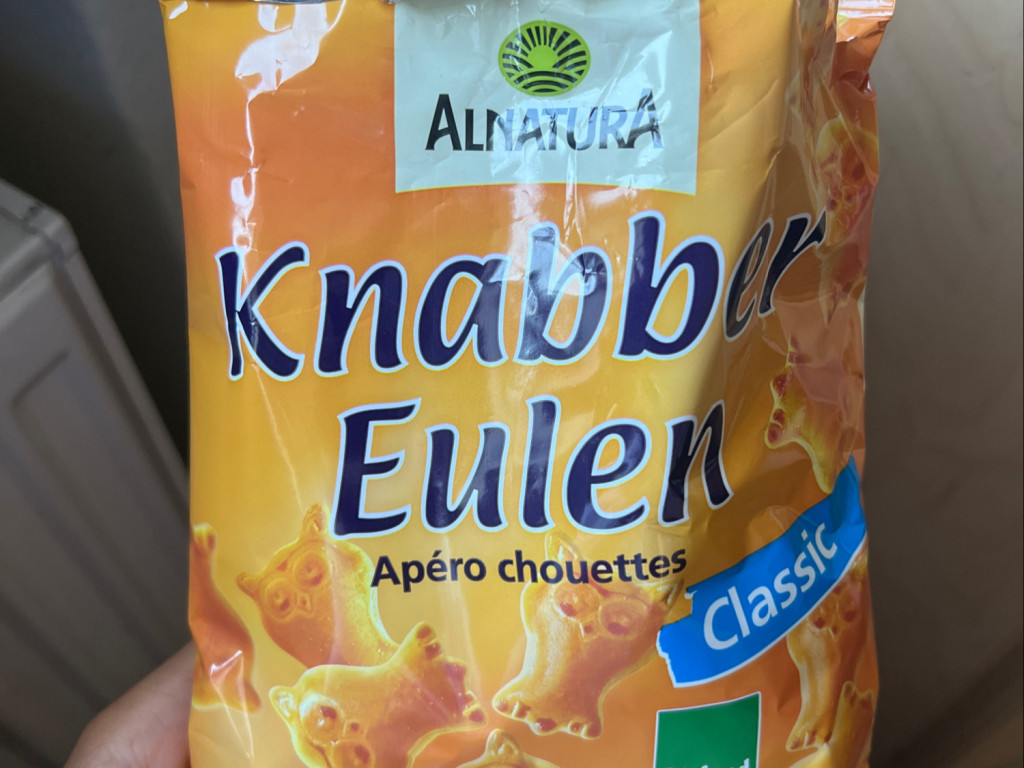 ALNATURA
Knabber
Eulen
Apéro chouettes
Classic